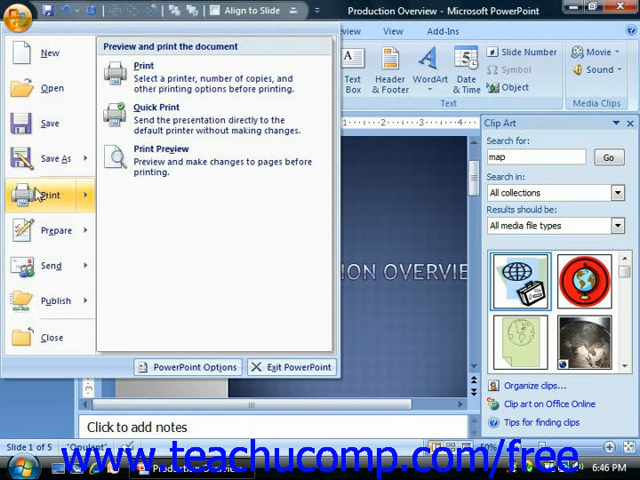 Align to Slide
Production Overview - Microsoft PowerPoint
View
Add-Ins
New
Open
Save
Save As
Print
Prepare
Send
Publish
Close
Preview and print the document
Print
Select a printer, number of copies, and
other printing options before printing.
Quick Print
Send the presentation directly to the
default printer without making changes.
Print Preview
Preview and make changes to pages before
printing.
PowerPoint Options
Exit PowerPoint
Text
Box
Header
& Footer
WordArt
Date
& Time
Slide Number
Symbol
Object
Text
Movie
Sound
Media Clips
ION OVERVIE
Clip Art
Search for:
map
Go
Search in:
All collections
Results should be:
All media file types
Organize clips...
Clip art on Office Online
Tips for finding clips
Click to add notes
Slide 1 of 5
"Opulent"
50%
www.teachucomp.com/free
6:46 PM